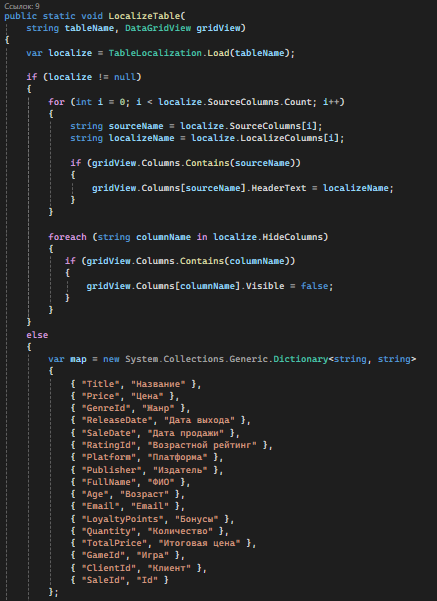 Ссылок: 9
public static void LocalizeTable(
string tableName, DataGridView gridView)
{
var localize = TableLocalization.Load(tableName);
if (localize != null)
{
for (int i = 0; i < localize.SourceColumns.Count; i++)
{
string sourceName = localize.SourceColumns[i];
string localizeName = localize.LocalizeColumns[i];
if (gridView.Columns.Contains(sourceName))
{
gridView.Columns[sourceName].HeaderText = localizeName;
}
}
foreach (string columnName in localize.HideColumns)
{
if (gridView.Columns.Contains(columnName))
{
gridView.Columns[columnName].Visible = false;
}
}
}
else
{
var map = new System.Collections.Generic.Dictionary<string, string>
{
{ "Title", "Название" },
{ "Price", "Цена" },
{ "GenreId", "Жанр" },
{ "ReleaseDate", "Дата выхода" },
{ "SaleDate", "Дата продажи" },
{ "RatingId", "Возрастной рейтинг" },
{ "Platform", "Платформа" },
{ "Publisher", "Издатель" },
{ "FullName", "ФИО" },
{ "Age", "Возраст" },
{ "Email", "Email" },
{ "LoyaltyPoints", "Бонусы" },
{ "Quantity", "Количество" },
{ "TotalPrice", "Итоговая цена" },
{ "GameId", "Игра" },
{ "ClientId", "Клиент" },
{ "SaleId", "Id" }
};